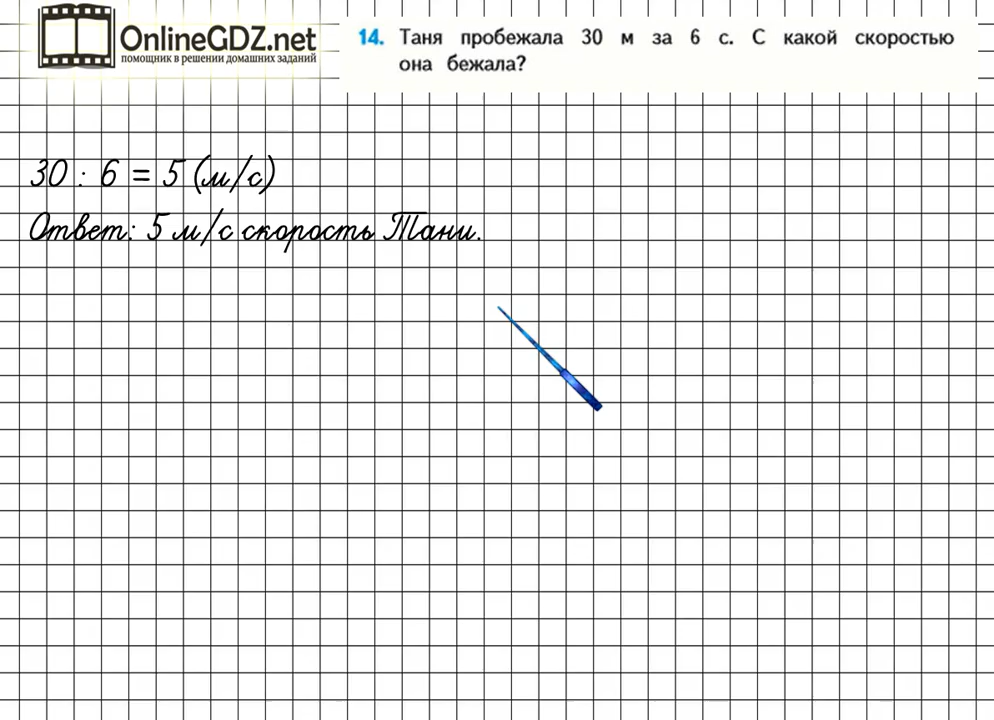 OnlineGDZ.net
помощник в решении домашних заданий
14. Таня пробежала 30 м за 6 с. С какой скоростью
она бежала?
30 : 6 = 5 (м/с)
Ответ: 5 м/с скорость Тани.